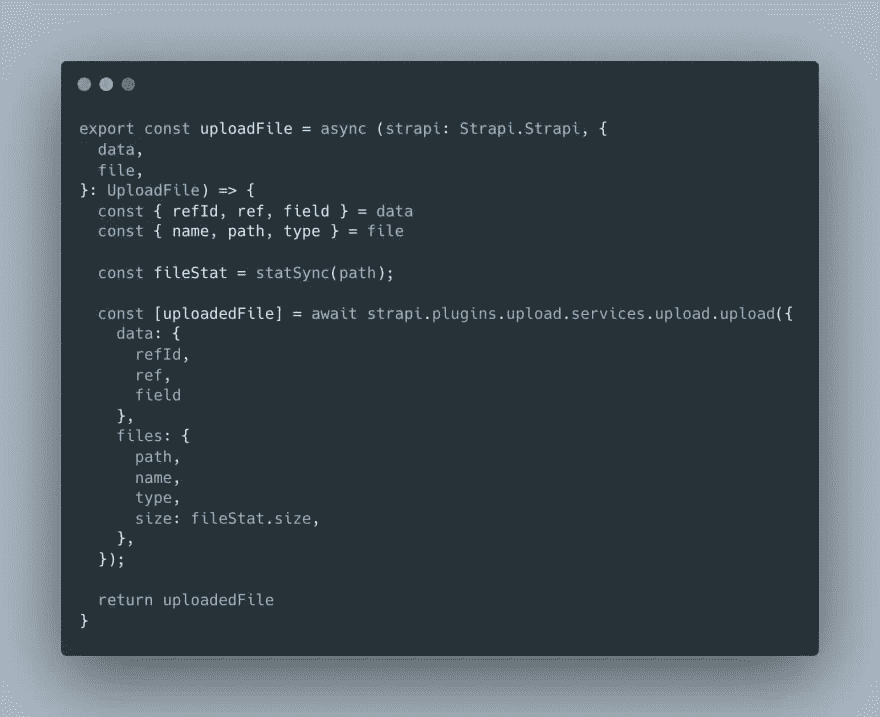 export const uploadFile = async (strapi: Strapi.Strapi, {
  data,
  file,
}: UploadFile) => {
  const { refId, ref, field } = data
  const { name, path, type } = file

  const fileStat = statSync(path);

  const [uploadedFile] = await strapi.plugins.upload.services.upload.upload({
    data: {
      refId,
      ref,
      field
    },
    files: {
      path,
      name,
      type,
      size: fileStat.size,
    },
  });

  return uploadedFile
}